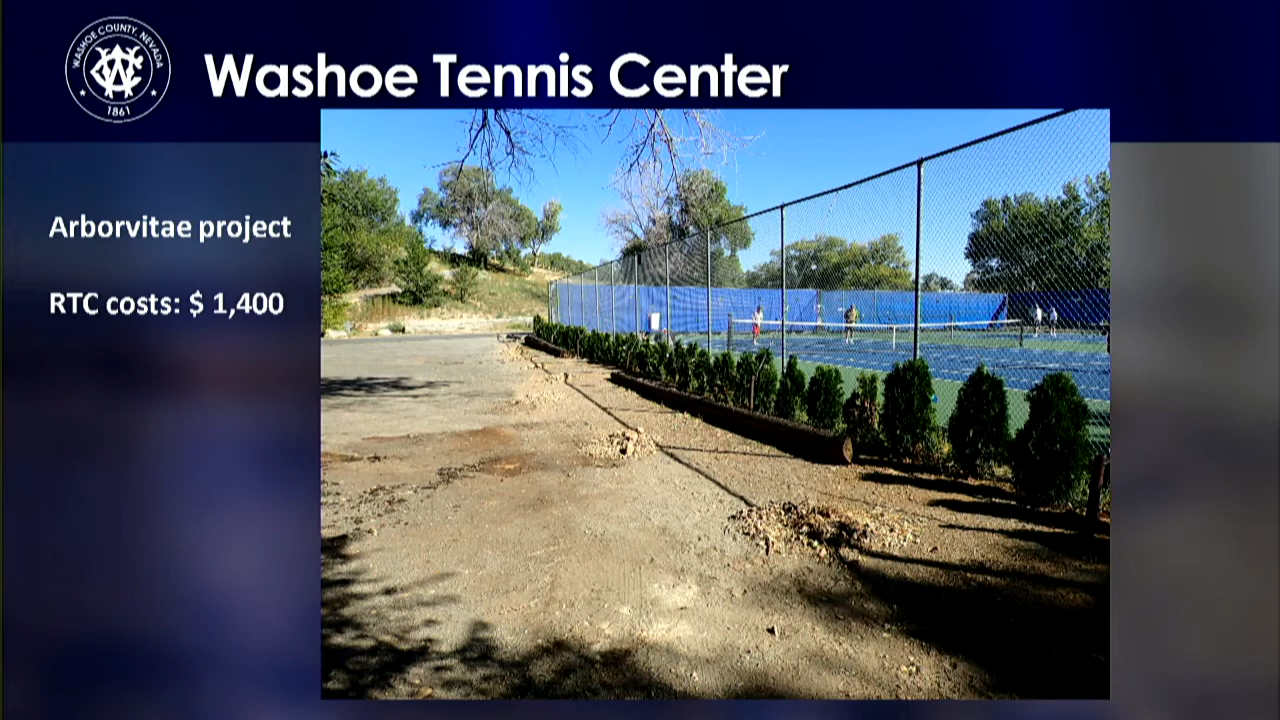 WASHOE COUNTY, NEVADA
1861
Washoe Tennis Center
Arborvitae project
RTC costs: $ 1,400